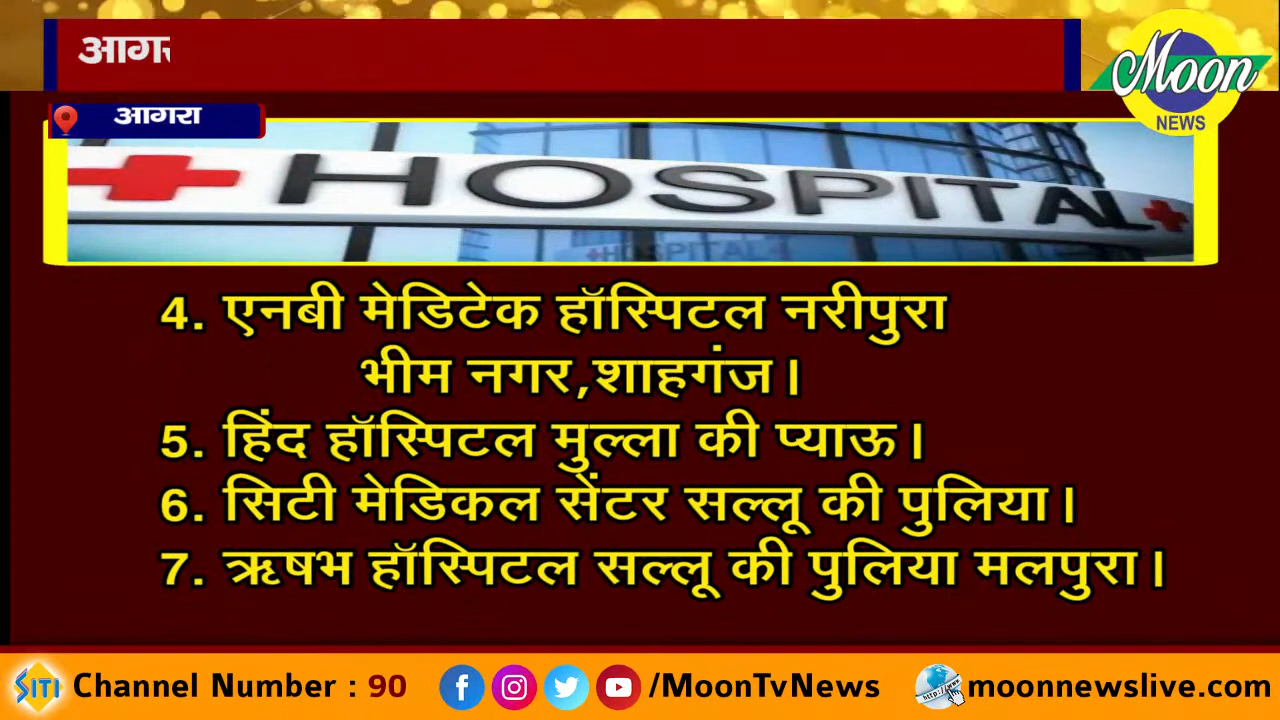 आगरा
Moon
NEWS
HOSPITAL
HOSPITAL
4. एनबी मेडिटेक हॉस्पिटल नरीपुरा
भीम नगर,शाहगंज।
5. हिंद हॉस्पिटल मुल्ला की प्याऊ।
6. सिटी मेडिकल सेंटर सल्लू की पुलिया।
7. ऋषभ हॉस्पिटल सल्लू की पुलिया मलपुरा।
SITI Channel Number : 90 /MoonTvNews moonnewslive.com